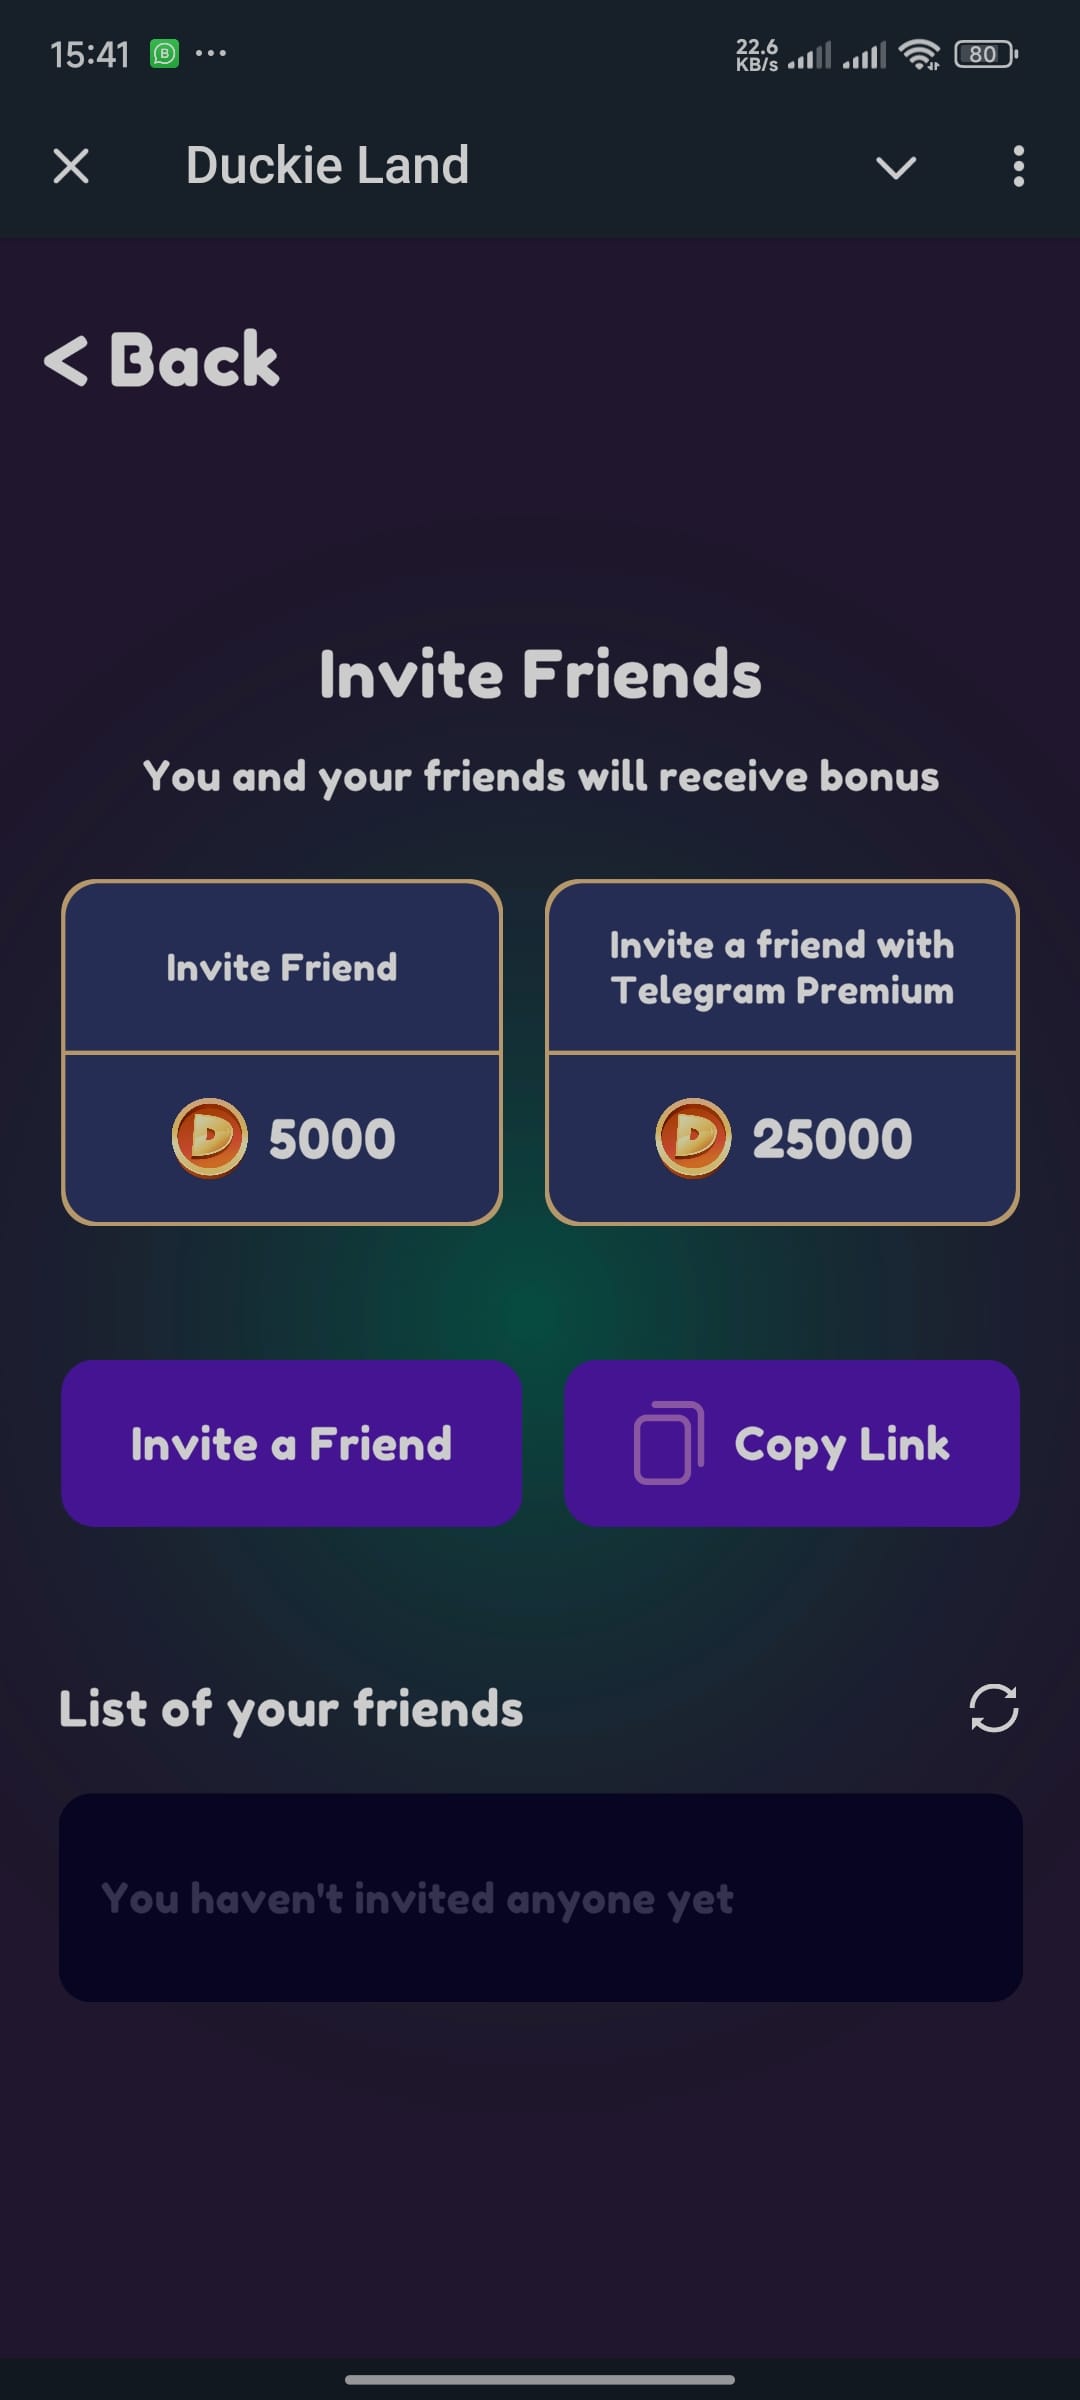 15:41
22.6
KB/s
80
Duckie Land
< Back
Invite Friends
You and your friends will receive bonus
Invite Friend
5000
Invite a friend with
Telegram Premium
25000
Invite a Friend
Copy Link
List of your friends
You haven't invited anyone yet